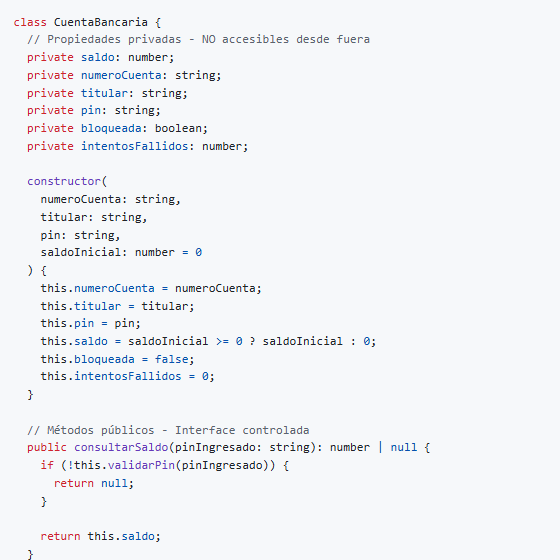 class CuentaBancaria {
  // Propiedades privadas - NO accesibles desde fuera
  private saldo: number;
  private numeroCuenta: string;
  private titular: string;
  private pin: string;
  private bloqueada: boolean;
  private intentosFallidos: number;

  constructor(
    numeroCuenta: string,
    titular: string,
    pin: string,
    saldoInicial: number = 0
  ) {
    this.numeroCuenta = numeroCuenta;
    this.titular = titular;
    this.pin = pin;
    this.saldo = saldoInicial >= 0 ? saldoInicial : 0;
    this.bloqueada = false;
    this.intentosFallidos = 0;
  }

  // Métodos públicos - Interface controlada
  public consultarSaldo(pinIngresado: string): number | null {
    if (!this.validarPin(pinIngresado)) {
      return null;
    }

    return this.saldo;
  }